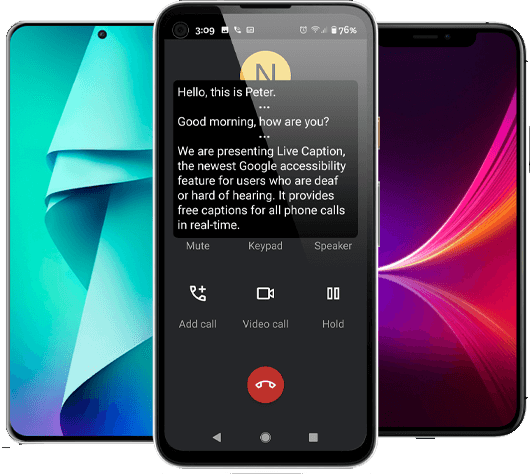 3:09 76%
N
Hello, this is Peter.
...
Good morning, how are you?
...
We are presenting Live Caption,
the newest Google accessibility
feature for users who are deaf
or hard of hearing. It provides
free captions for all phone calls
in real-time.
Mute Keypad Speaker
Add call Video call Hold